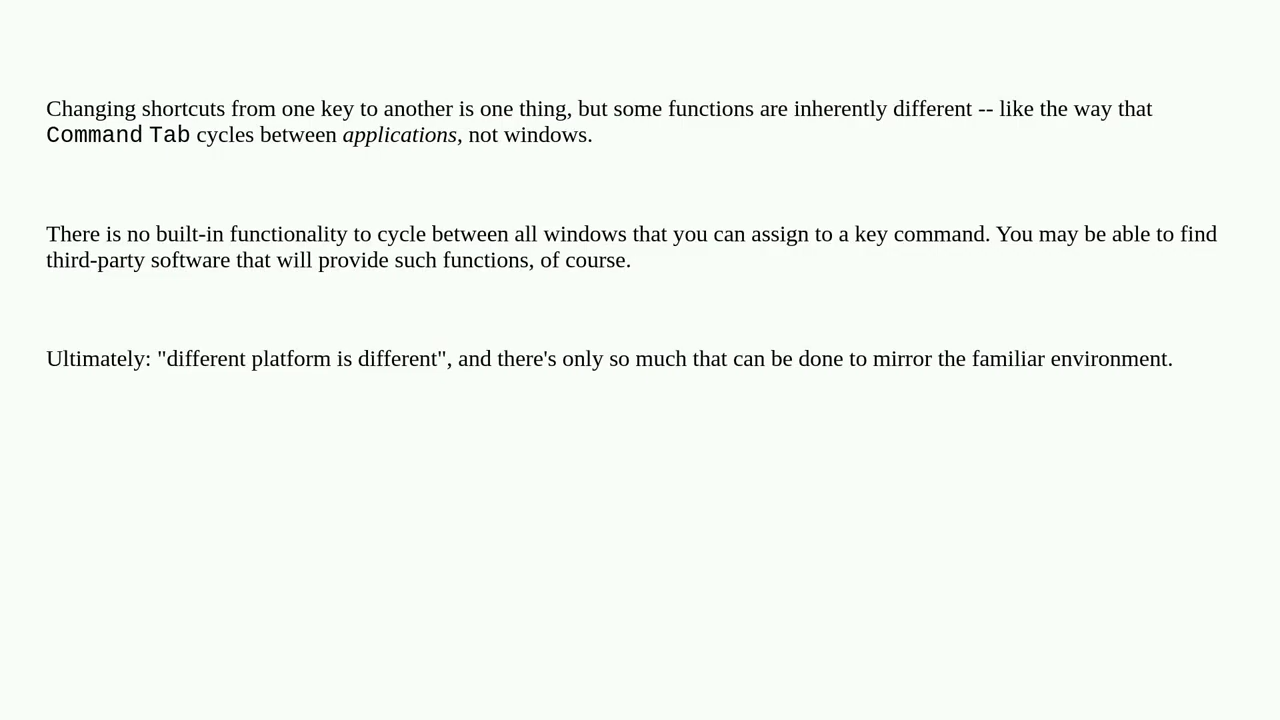 Changing shortcuts from one key to another is one thing, but some functions are inherently different -- like the way that
Command Tab cycles between applications, not windows.
There is no built-in functionality to cycle between all windows that you can assign to a key command. You may be able to find
third-party software that will provide such functions, of course.
Ultimately: "different platform is different", and there's only so much that can be done to mirror the familiar environment.